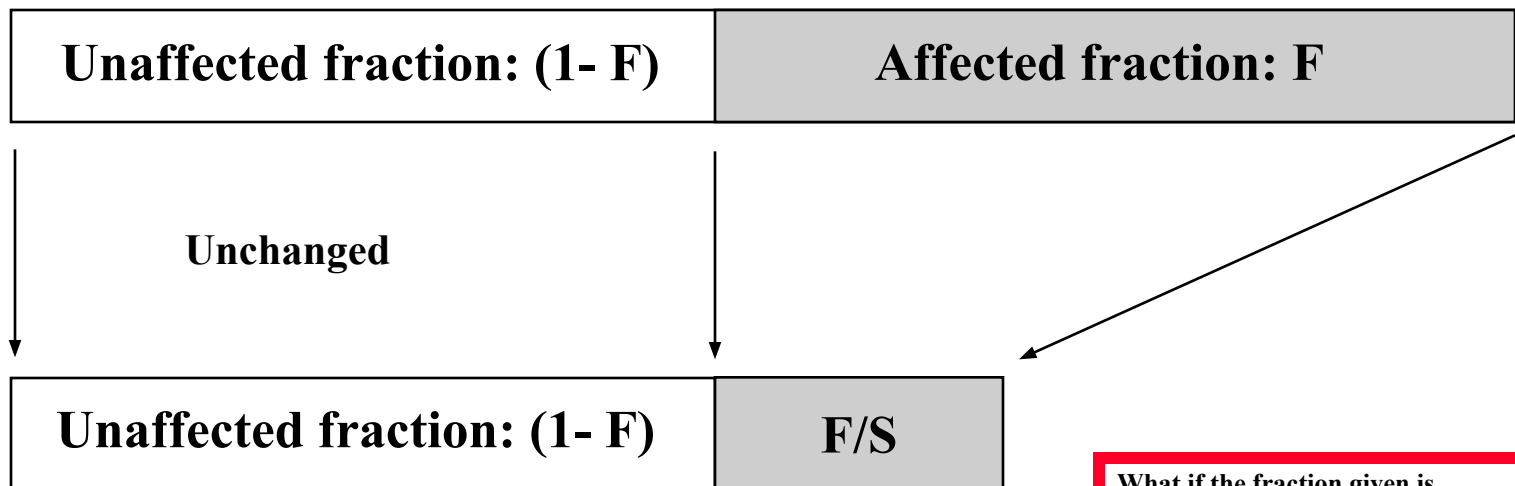 Unaffected fraction: (1- F)
Affected fraction: F
Unchanged
Unaffected fraction: (1- F)
F/S
What if the fraction given is